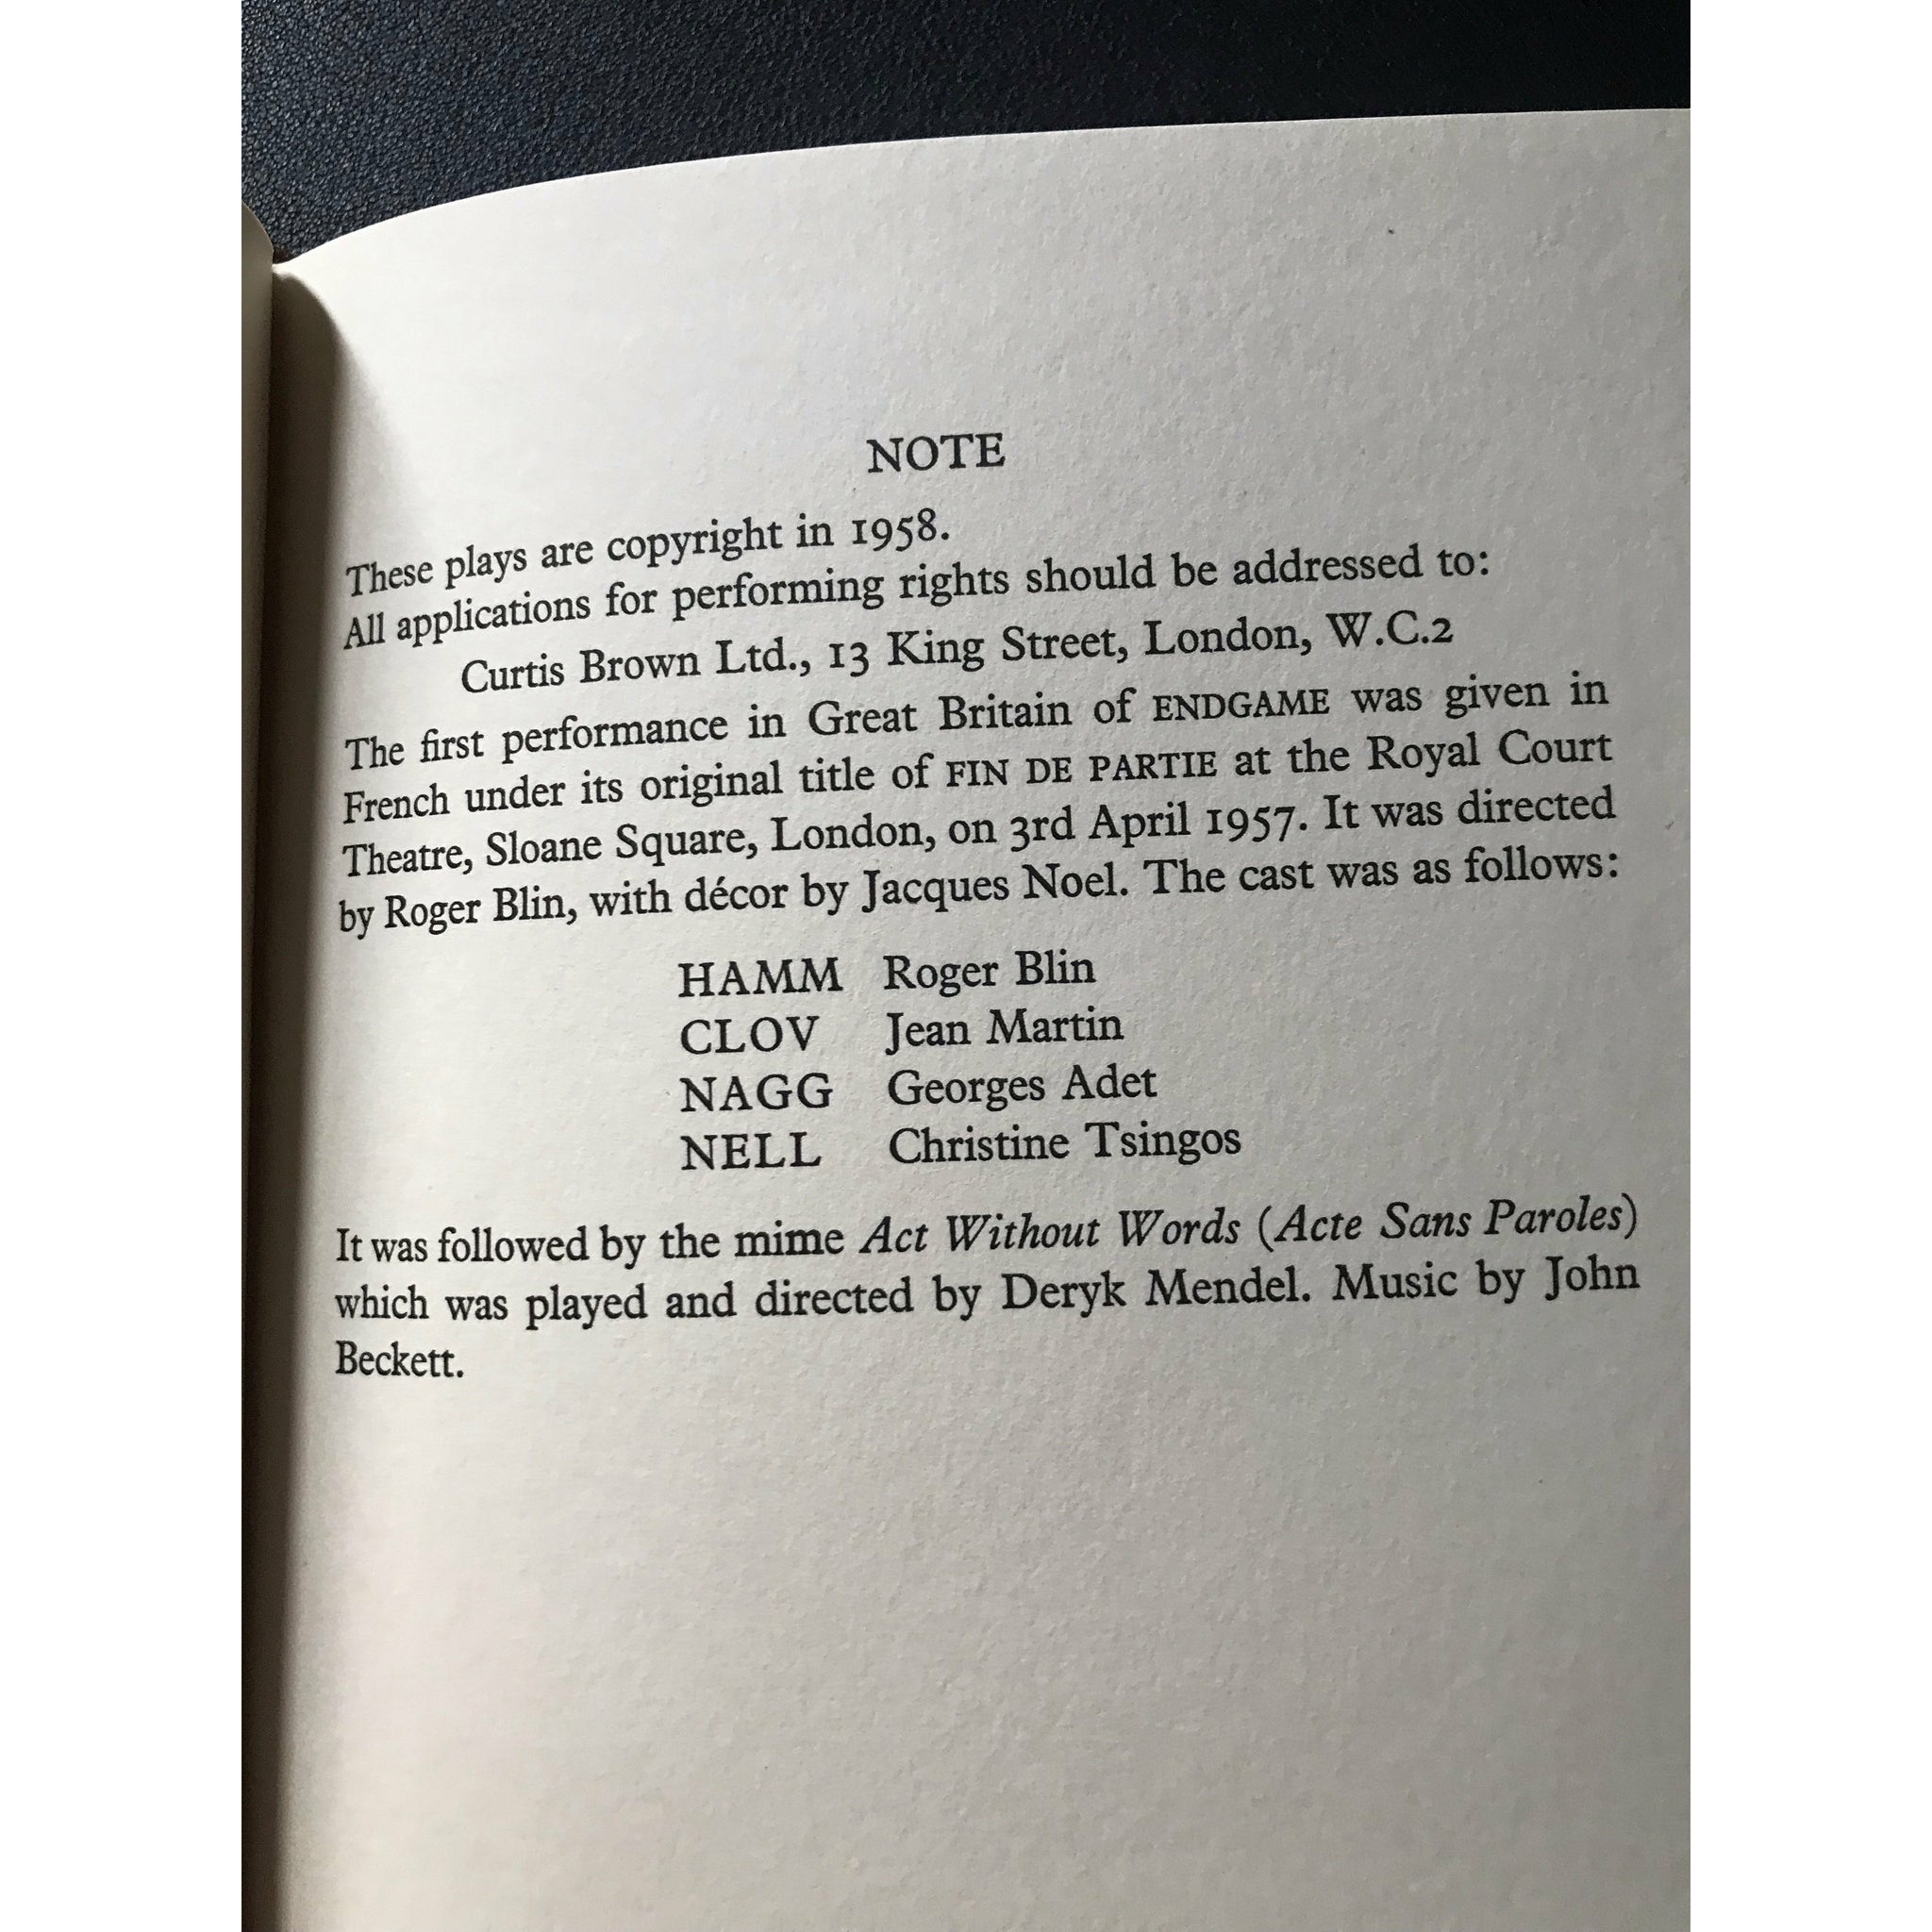 NOTE
These plays are copyright in 1958.
All applications for performing rights should be addressed to:
Curtis Brown Ltd., 13 King Street, London, W.C.2
The first performance in Great Britain of ENDGAME was given in
French under its original title of FIN DE PARTIE at the Royal Court
Theatre, Sloane Square, London, on 3rd April 1957. It was directed
by Roger Blin, with décor by Jacques Noel. The cast was as follows:
HAMM Roger Blin
CLOV Jean Martin
NAGG Georges Adet
NELL Christine Tsingos
It was followed by the mime Act Without Words (Acte Sans Paroles)
which was played and directed by Deryk Mendel. Music by John
Beckett.